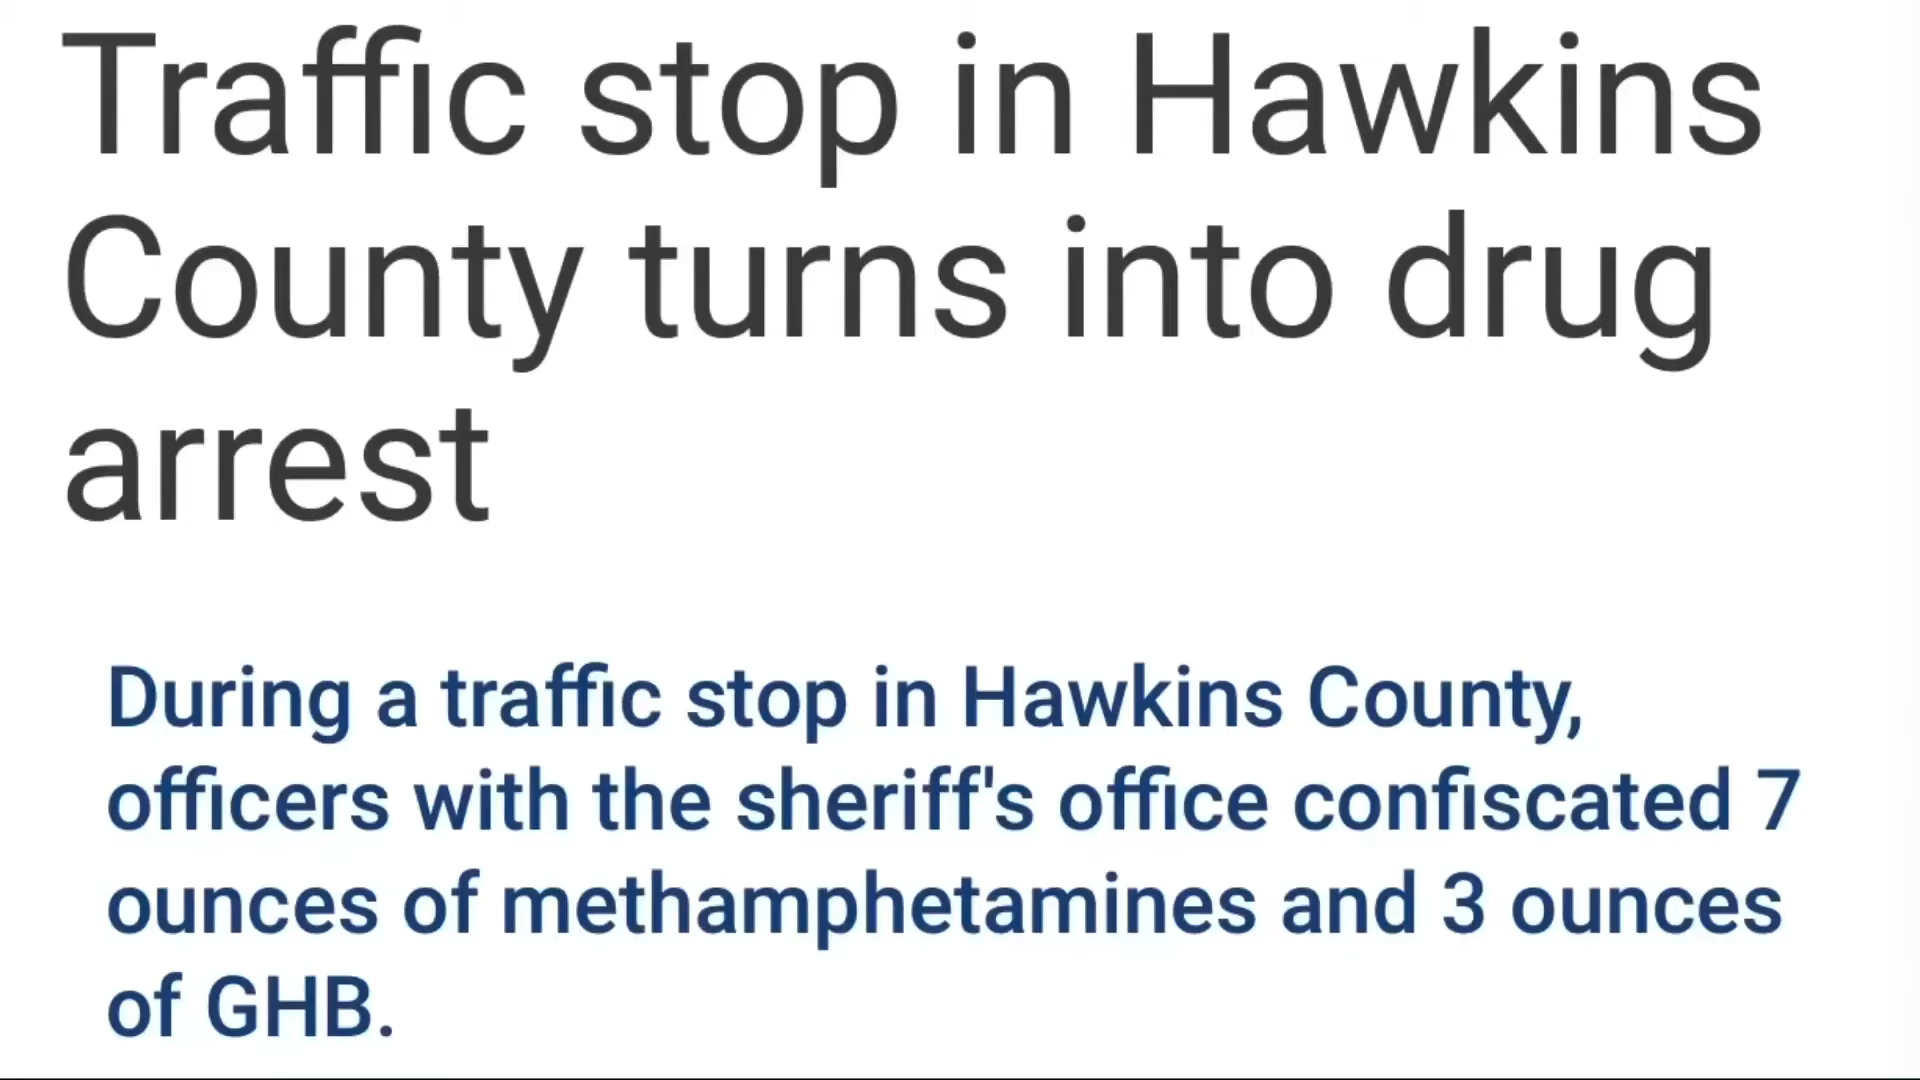 Traffic stop in Hawkins
County turns into drug
arrest
During a traffic stop in Hawkins County,
officers with the sheriff's office confiscated 7
ounces of methamphetamines and 3 ounces
of GHB.